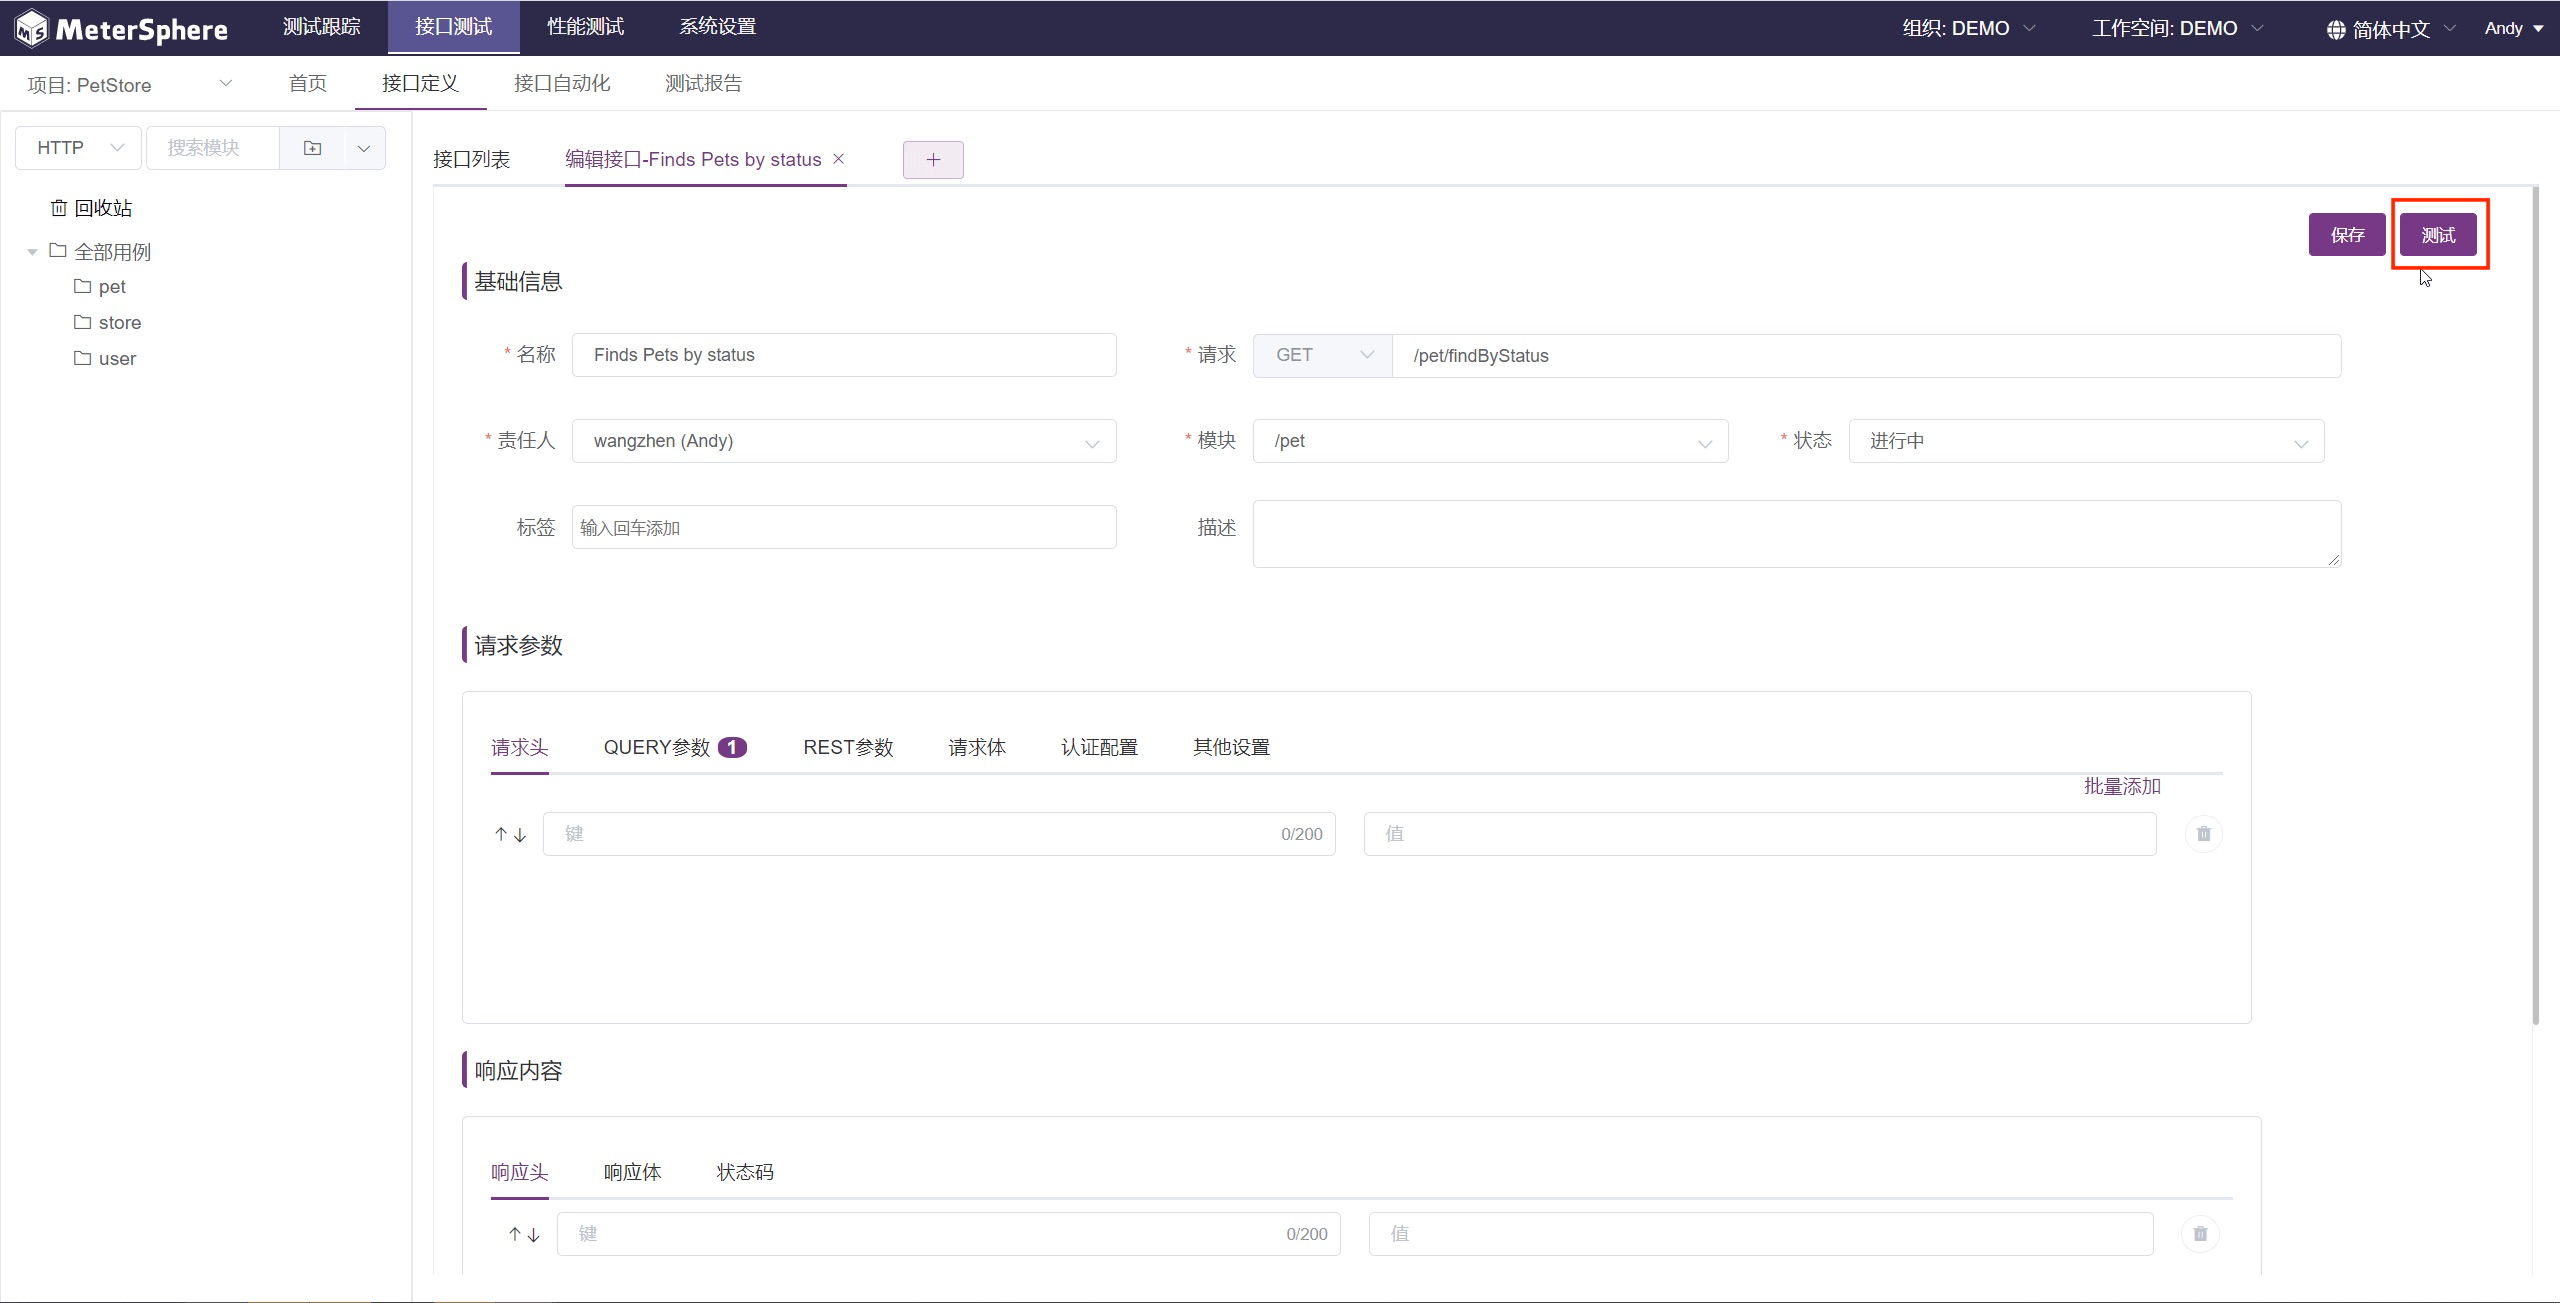 MeterSphere 测试跟踪 接口测试 性能测试 系统设置 组织: DEMO 工作空间: DEMO 简体中文 Andy
项目: PetStore 首页 接口定义 接口自动化 测试报告
HTTP 搜索模块
回收站
全部用例
pet
store
user
接口列表 编辑接口-Finds Pets by status
保存 测试
基础信息
* 名称 Finds Pets by status * 请求 GET /pet/findByStatus
* 责任人 wangzhen (Andy) * 模块 /pet * 状态 进行中
标签 输入回车添加 描述
请求参数
请求头 QUERY参数 1 REST参数 请求体 认证配置 其他设置
批量添加
键 0/200 值
响应内容
响应头 响应体 状态码
键 0/200 值